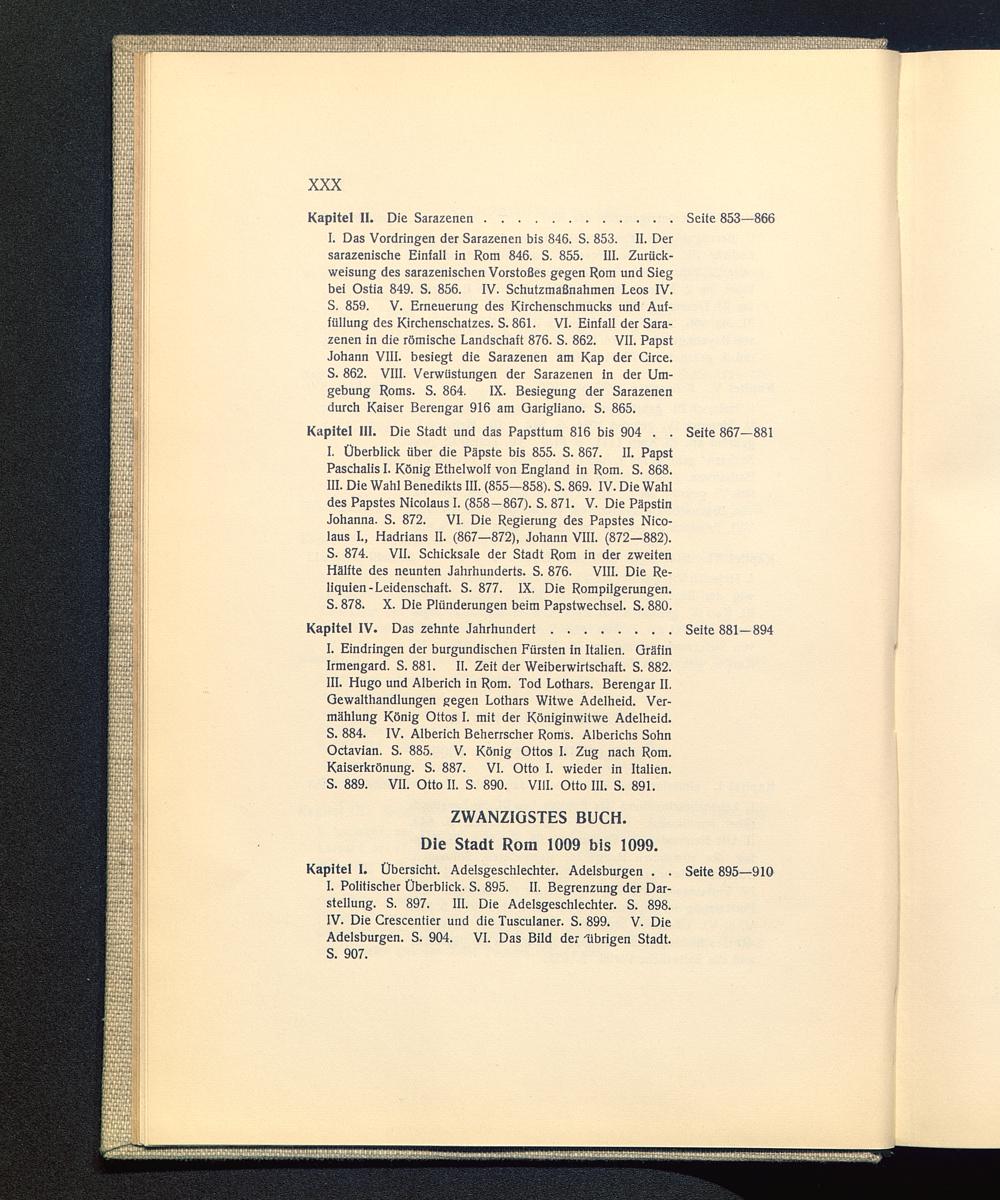 XXX
Kapitel II. Die Sarazenen . . . . . . . . . . . . Seite 853—866
I. Das Vordringen der Sarazenen bis 846. S. 853. II. Der
sarazenische Einfall in Rom 846. S. 855. III. Zurück-
weisung des sarazenischen Vorstoßes gegen Rom und Sieg
bei Ostia 849. S. 856. IV. Schutzmaßnahmen Leos IV.
S. 859. V. Erneuerung des Kirchenschmucks und Auf-
füllung des Kirchenschatzes. S. 861. VI. Einfall der Sara-
zenen in die römische Landschaft 876. S. 862. VII. Papst
Johann VIII. besiegt die Sarazenen am Kap der Circe.
S. 862. VIII. Verwüstungen der Sarazenen in der Um-
gebung Roms. S. 864. IX. Besiegung der Sarazenen
durch Kaiser Berengar 916 am Garigliano. S. 865.
Kapitel III. Die Stadt und das Papsttum 816 bis 904 . . Seite 867—881
I. Überblick über die Päpste bis 855. S. 867. II. Papst
Paschalis I. König Ethelwolf von England in Rom. S. 868.
III. Die Wahl Benedikts III. (855—858). S. 869. IV. Die Wahl
des Papstes Nicolaus I. (858—867). S. 871. V. Die Päpstin
Johanna. S. 872. VI. Die Regierung des Papstes Nico-
laus I., Hadrians II. (867—872), Johann VIII. (872—882).
S. 874. VII. Schicksale der Stadt Rom in der zweiten
Hälfte des neunten Jahrhunderts. S. 876. VIII. Die Re-
liquien-Leidenschaft. S. 877. IX. Die Rompilgerungen.
S. 878. X. Die Plünderungen beim Papstwechsel. S. 880.
Kapitel IV. Das zehnte Jahrhundert . . . . . . . . Seite 881—894
I. Eindringen der burgundischen Fürsten in Italien. Gräfin
Irmengard. S. 881. II. Zeit der Weiberwirtschaft. S. 882.
III. Hugo und Alberich in Rom. Tod Lothars. Berengar II.
Gewalthandlungen gegen Lothars Witwe Adelheid. Ver-
mählung König Ottos I. mit der Königinwitwe Adelheid.
S. 884. IV. Alberich Beherrscher Roms. Alberichs Sohn
Octavian. S. 885. V. König Ottos I. Zug nach Rom.
Kaiserkrönung. S. 887. VI. Otto I. wieder in Italien.
S. 889. VII. Otto II. S. 890. VIII. Otto III. S. 891.
ZWANZIGSTES BUCH.
Die Stadt Rom 1009 bis 1099.
Kapitel I. Übersicht. Adelsgeschlechter. Adelsburgen . . Seite 895—910
I. Politischer Überblick. S. 895. II. Begrenzung der Dar-
stellung. S. 897. III. Die Adelsgeschlechter. S. 898.
IV. Die Crescentier und die Tusculaner. S. 899. V. Die
Adelsburgen. S. 904. VI. Das Bild der übrigen Stadt.
S. 907.